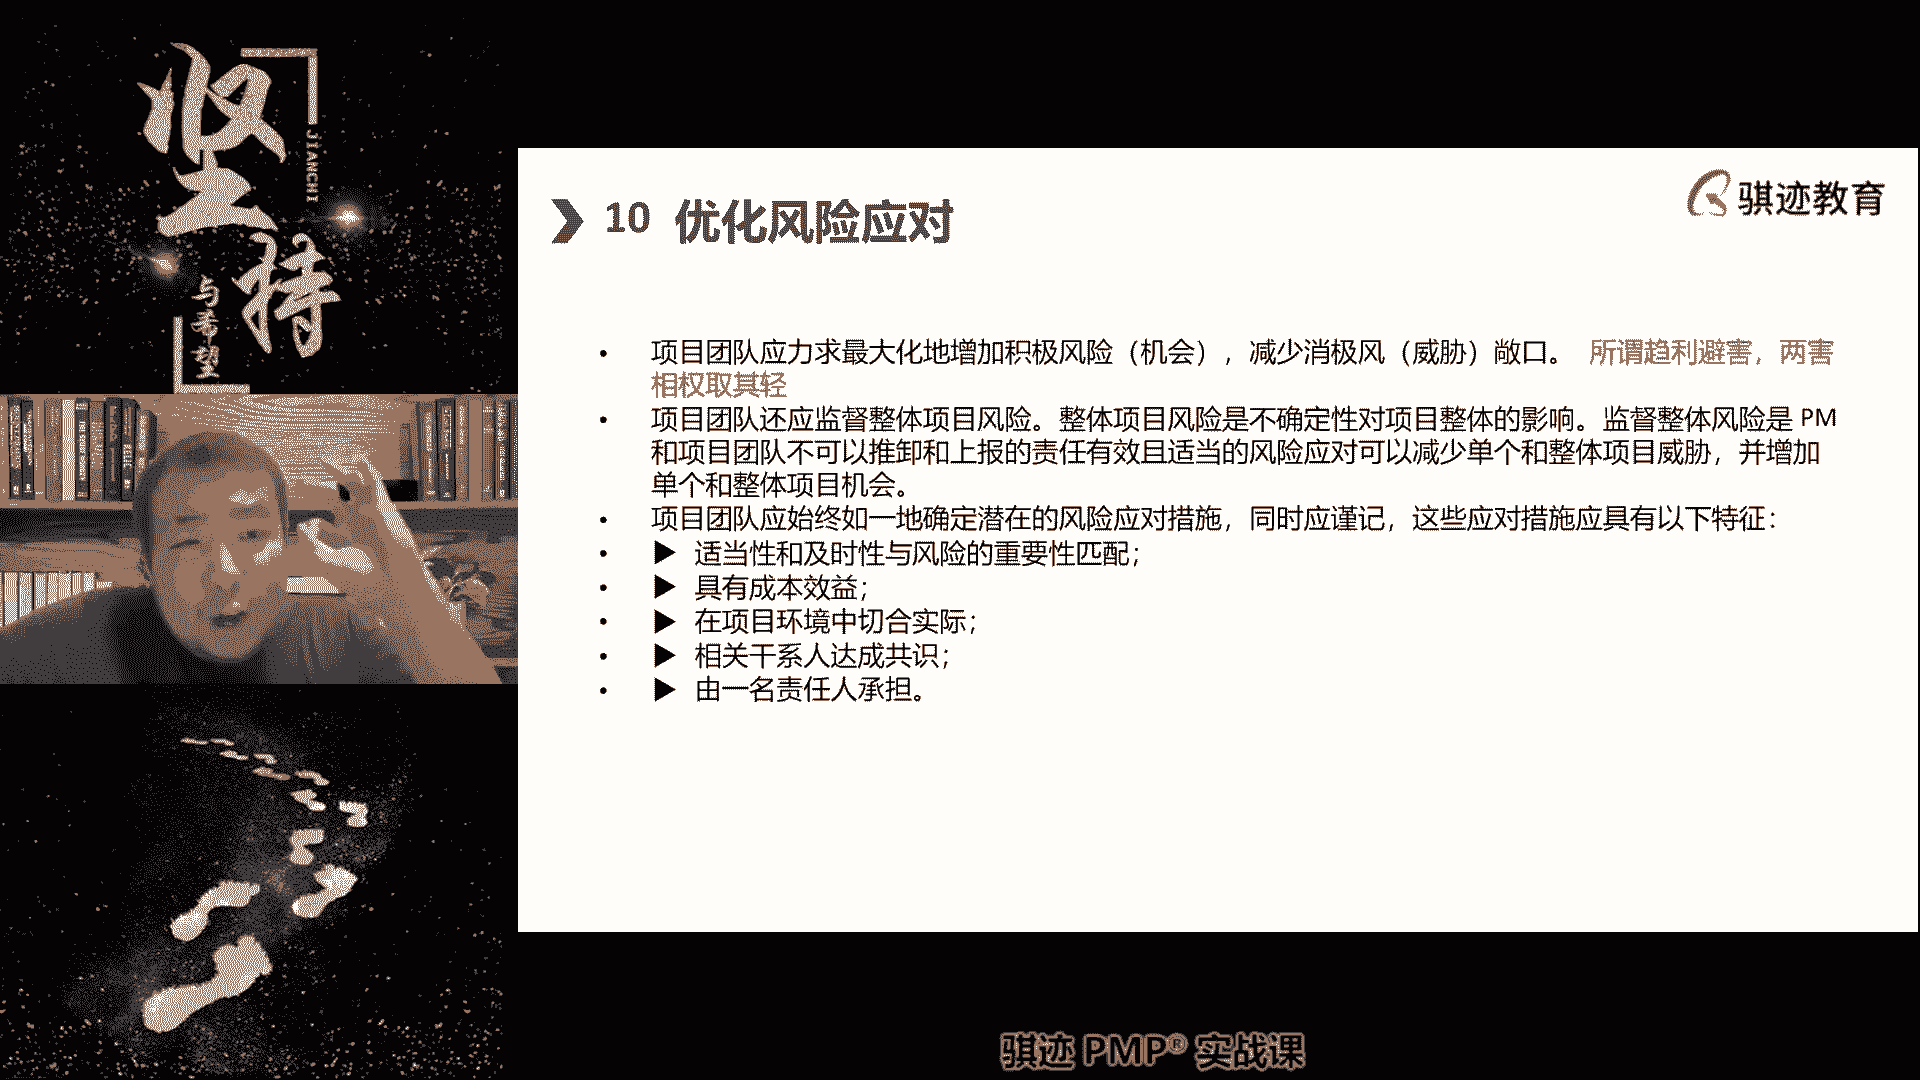 坚持
JIANCHI
与希望
10 优化风险应对
骐迹教育
• 项目团队应力求最大化地增加积极风险（机会），减少消极风（威胁）敞口。 所谓趋利避害，两害
相权取其轻
• 项目团队还应监督整体项目风险。整体项目风险是不确定性对项目整体的影响。监督整体风险是 PM
和项目团队不可以推卸和上报的责任有效且适当的风险应对可以减少单个和整体项目威胁，并增加
单个和整体项目机会。
• 项目团队应始终如一地确定潜在的风险应对措施，同时应谨记，这些应对措施应具有以下特征：
• ▶ 适当性和及时性与风险的重要性匹配；
• ▶ 具有成本效益；
• ▶ 在项目环境中切合实际；
• ▶ 相关干系人达成共识；
• ▶ 由一名责任人承担。
骐迹 PMP® 实战课